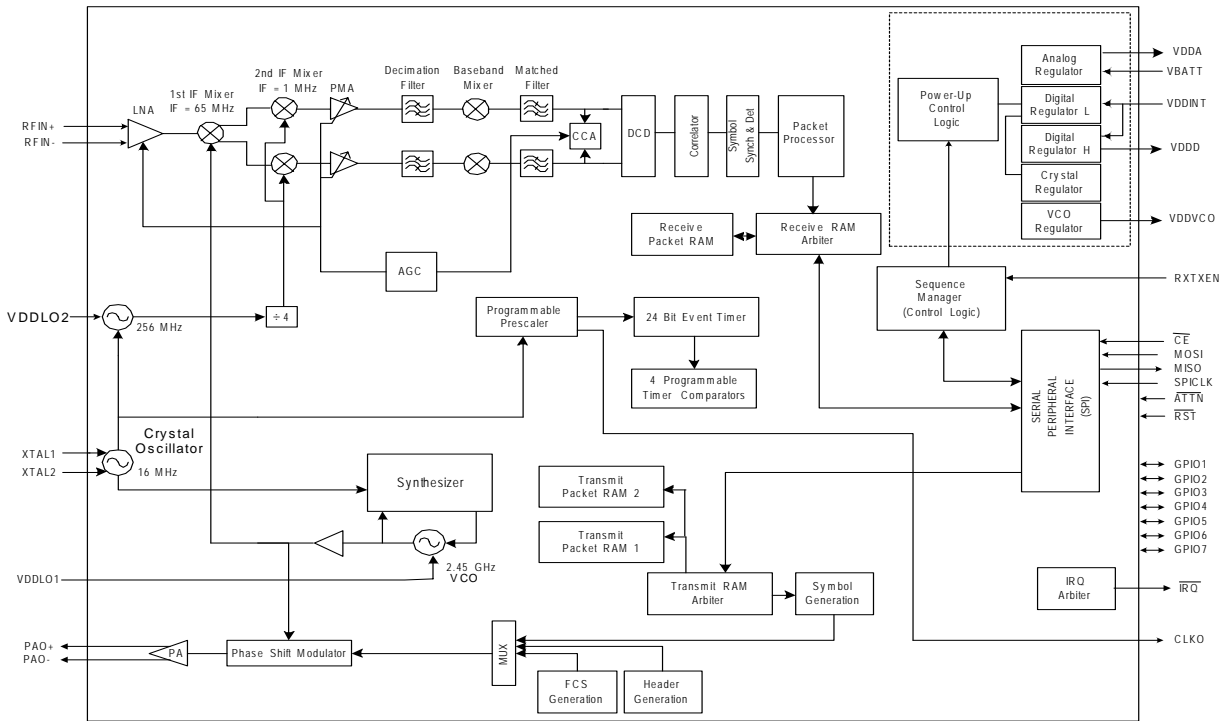 RFIN+
RFIN-
LNA
1st IF Mixer
IF = 65 MHz
2nd IF Mixer
IF = 1 MHz
PMA
Decimation
Filter
Baseband
Mixer
Matched
Filter
CCA
DCD
Correlator
Symbol
Synch & Det
Packet
Processor
Power-Up
Control
Logic
Analog
Regulator
Digital
Regulator L
Digital
Regulator H
Crystal
Regulator
VCO
Regulator
VDDA
VBATT
VDDINT
VDDD
VDDVCO
Receive
Packet RAM
Receive RAM
Arbiter
AGC
Sequence
Manager
(Control Logic)
RXTXEN
VDDLO2
256 MHz
÷4
Programmable
Prescaler
24 Bit Event Timer
4 Programmable
Timer Comparators
SERIAL
PERIPHERAL
INTERFACE
(SPI)
CE
MOSI
MISO
SPICLK
ATTN
RST
Crystal
Oscillator
XTAL1
XTAL2
16 MHz
Synthesizer
2.45 GHz
VCO
VDDLO1
Transmit
Packet RAM 2
Transmit
Packet RAM 1
Transmit RAM
Arbiter
Symbol
Generation
GPIO1
GPIO2
GPIO3
GPIO4
GPIO5
GPIO6
GPIO7
IRQ
Arbiter
IRQ
CLKO
PAO+
PAO-
PA
Phase Shift Modulator
MUX
FCS
Generation
Header
Generation